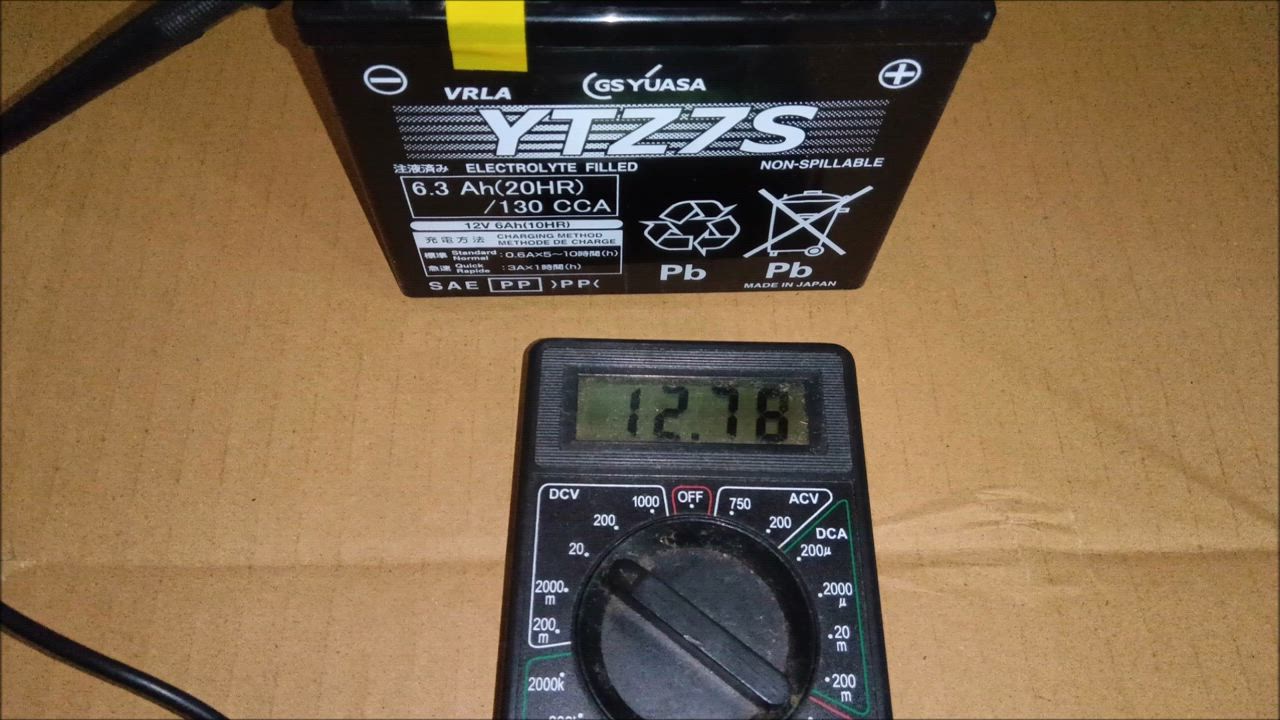 VRLA
GS YUASA
YTZ7S
注液済み ELECTROLYTE FILLED
NON-SPILLABLE
6.3 Ah(20HR)
/130 CCA
12V 6Ah(10HR)
充電方法 CHARGING METHOD
METHODE DE CHARGE
標準 Standard Normal : 0.6A×5~10時間(h)
急速 Quick Rapide : 3A×1時間(h)
SAE PP >PP<
Pb
Pb
MADE IN JAPAN
12.78
DCV
1000
OFF
750
ACV
200
200
DCA
20
200μ
2000m
2000μ
200m
20m
2000k
200m